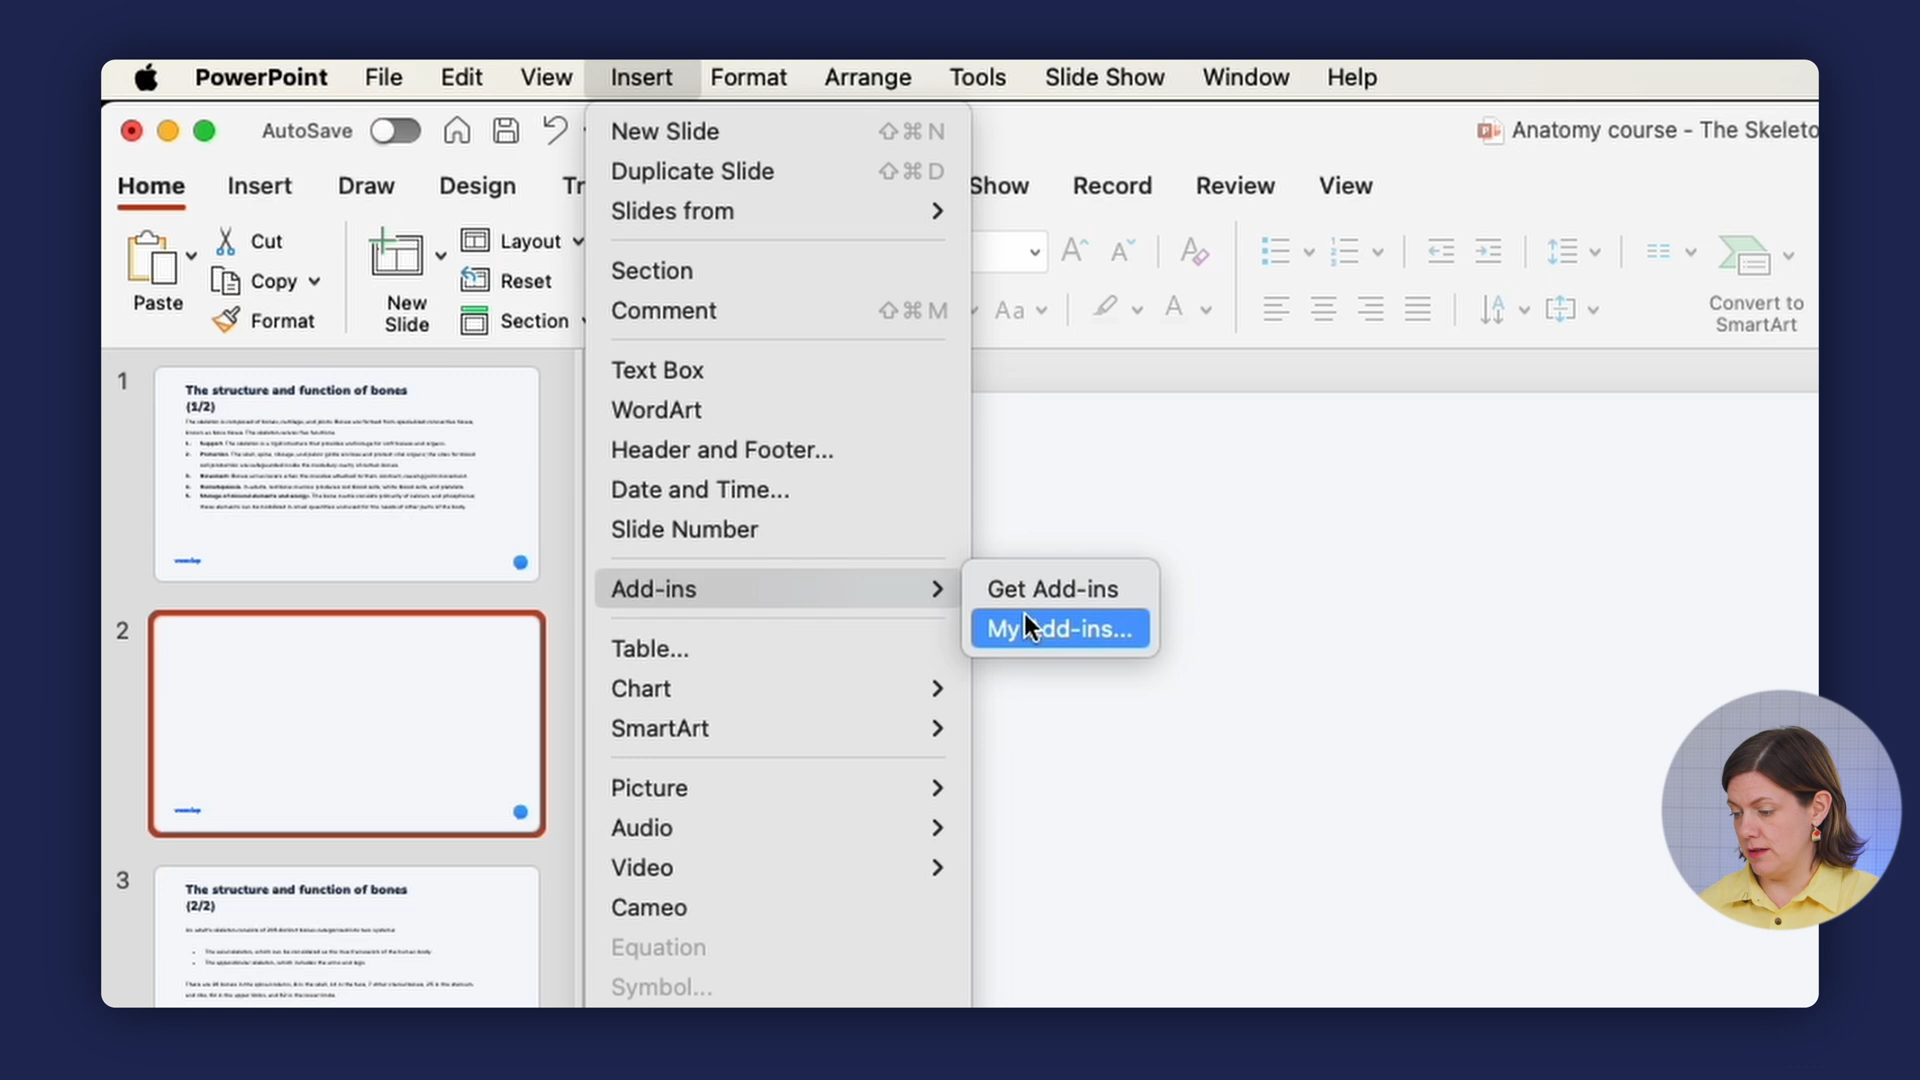 PowerPoint File Edit View Insert Format Arrange Tools Slide Show Window Help
AutoSave
Anatomy course - The Skeleto
Home Insert Draw Design Tr Show Record Review View
Paste
Cut
Copy
Format
New
Slide
Layout
Reset
Section
Convert to
SmartArt
New Slide ⇧⌘N
Duplicate Slide ⇧⌘D
Slides from
Section
Comment ⇧⌘M
Text Box
WordArt
Header and Footer...
Date and Time...
Slide Number
Add-ins
Get Add-ins
My Add-ins...
Table...
Chart
SmartArt
Picture
Audio
Video
Cameo
Equation
Symbol...
1
The structure and function of bones
(1/2)
2
3
The structure and function of bones
(2/2)